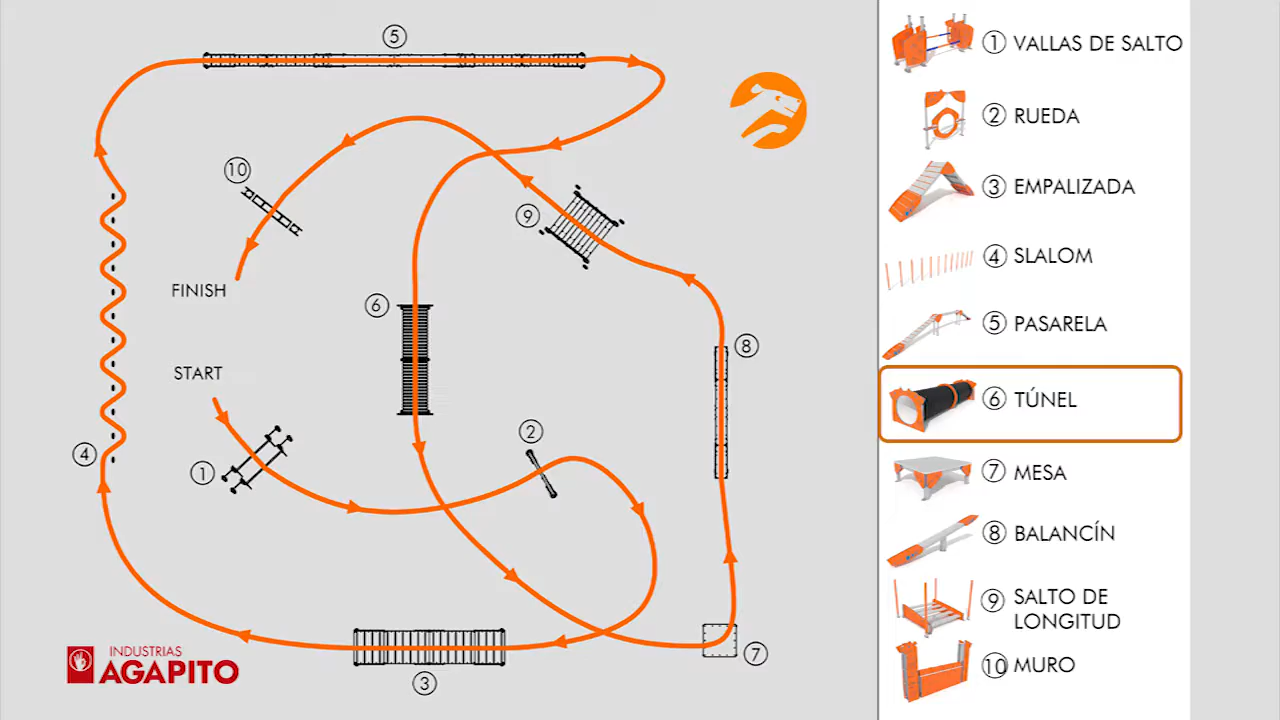 5
10
9
FINISH
6
START
8
4
1
2
3
7
INDUSTRIAS
AGAPITO
1 VALLAS DE SALTO
2 RUEDA
3 EMPALIZADA
4 SLALOM
5 PASARELA
6 TÚNEL
7 MESA
8 BALANCÍN
9 SALTO DE
LONGITUD
10 MURO